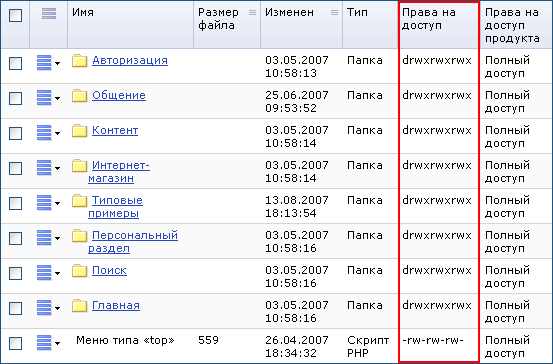 Имя Размер файла Изменен Тип Права на доступ Права на доступ продукта
Авторизация 03.05.2007 10:58:13 Папка drwxrwxrwx Полный доступ
Общение 25.06.2007 09:53:52 Папка drwxrwxrwx Полный доступ
Контент 03.05.2007 10:58:14 Папка drwxrwxrwx Полный доступ
Интернет-магазин 03.05.2007 10:58:14 Папка drwxrwxrwx Полный доступ
Типовые примеры 13.08.2007 18:13:54 Папка drwxrwxrwx Полный доступ
Персональный раздел 03.05.2007 10:58:16 Папка drwxrwxrwx Полный доступ
Поиск 03.05.2007 10:58:16 Папка drwxrwxrwx Полный доступ
Главная 03.05.2007 10:58:16 Папка drwxrwxrwx Полный доступ
Меню типа «top» 559 26.04.2007 18:34:32 Скрипт PHP -rw-rw-rw- Полный доступ